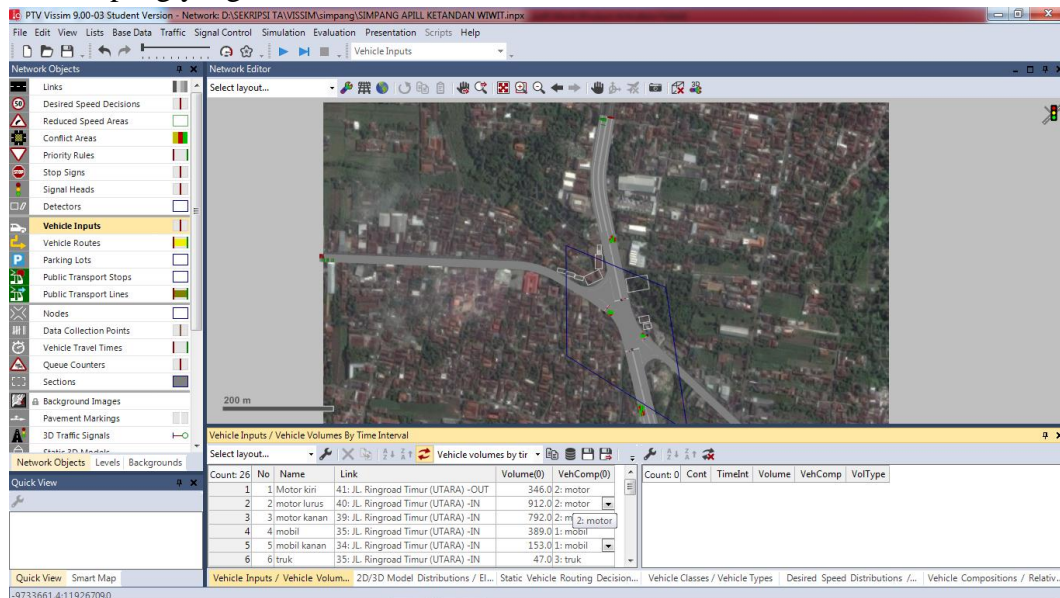 PTV Vissim 9.00-03 Student Version - Network: D:\SEKRIPSI TA\VISSIM\simpang\SIMPANG APILL KETANDAN WIWIT.inpx
File Edit View Lists Base Data Traffic Signal Control Simulation Evaluation Presentation Scripts Help
Vehicle Inputs
Network Objects
Network Editor
Select layout...
Links
Desired Speed Decisions
Reduced Speed Areas
Conflict Areas
Priority Rules
Stop Signs
Signal Heads
Detectors
Vehicle Inputs
Vehicle Routes
Parking Lots
Public Transport Stops
Public Transport Lines
Nodes
Data Collection Points
Vehicle Travel Times
Queue Counters
Sections
Background Images
Pavement Markings
3D Traffic Signals
Static 3D Models
Network Objects Levels Backgrounds
Quick View
Quick View Smart Map
200 m
Vehicle Inputs / Vehicle Volumes By Time Interval
Select layout... Vehicle volumes by tir
Count: 26 No Name Link Volume(0) VehComp(0)
1 1 Motor kiri 41: JL. Ringroad Timur (UTARA) -OUT 346.0 2: motor
2 2 motor lurus 40: JL. Ringroad Timur (UTARA) -IN 912.0 2: motor
3 3 motor kanan 39: JL. Ringroad Timur (UTARA) -IN 792.0 2: m
2: motor
4 4 mobil 35: JL. Ringroad Timur (UTARA) -IN 389.0 1: mobil
5 5 mobil kanan 34: JL. Ringroad Timur (UTARA) -IN 153.0 1: mobil
6 6 truk 35: JL. Ringroad Timur (UTARA) -IN 47.0 3: truk
Count: 0 Cont TimeInt Volume VehComp VolType
Vehicle Inputs / Vehicle Volum... 2D/3D Model Distributions / El... Static Vehicle Routing Decision... Vehicle Classes / Vehicle Types Desired Speed Distributions /... Vehicle Compositions / Relativ...
-9733661.4:11926709.0